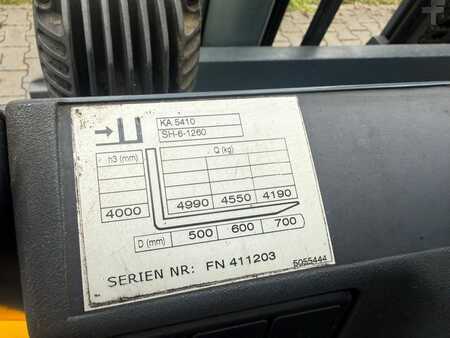 KA 5410
SH-6-1260
h3 (mm) Q (kg)
4000 4990 4550 4190
D (mm) 500 600 700
SERIEN NR: FN 411203 5055444